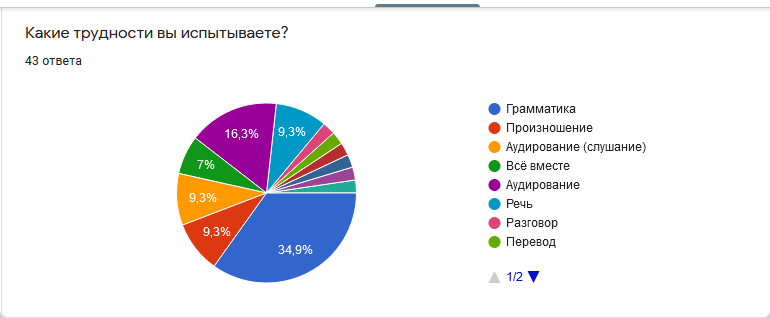 Какие трудности вы испытываете?
43 ответа
16,3%
9,3%
7%
9,3%
9,3%
34,9%
Грамматика
Произношение
Аудирование (слушание)
Всё вместе
Аудирование
Речь
Разговор
Перевод
1/2